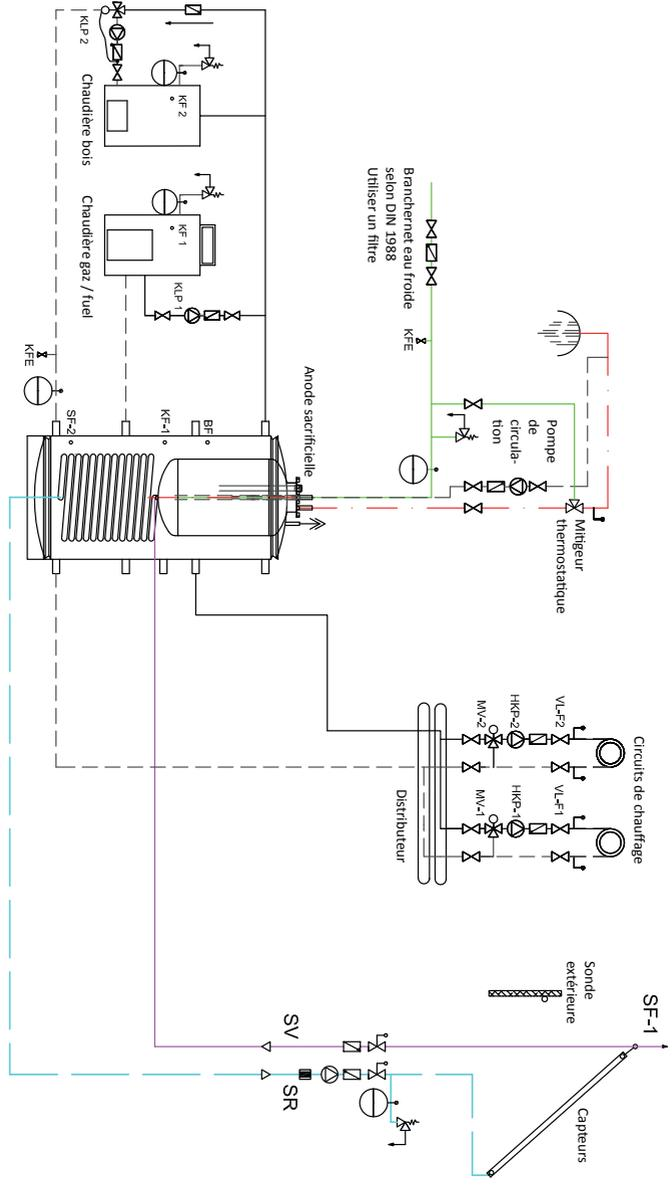 SF-1
Capteurs
Sonde
extérieure
SV
SR
Circuits de chauffage
VL-F2
HKP-2
MV-2
VL-F1
HKP-1
MV-1
Distributeur
Mitigeur
thermostatique
Pompe
de
circula-
tion
Branchernet eau froide
selon DIN 1988
Utiliser un filtre
KFE
Anode sacrificielle
BF
KF-1
SF-2
KLP 2
KF 2
Chaudière bois
KF 1
Chaudière gaz / fuel
KLP 1
KFE